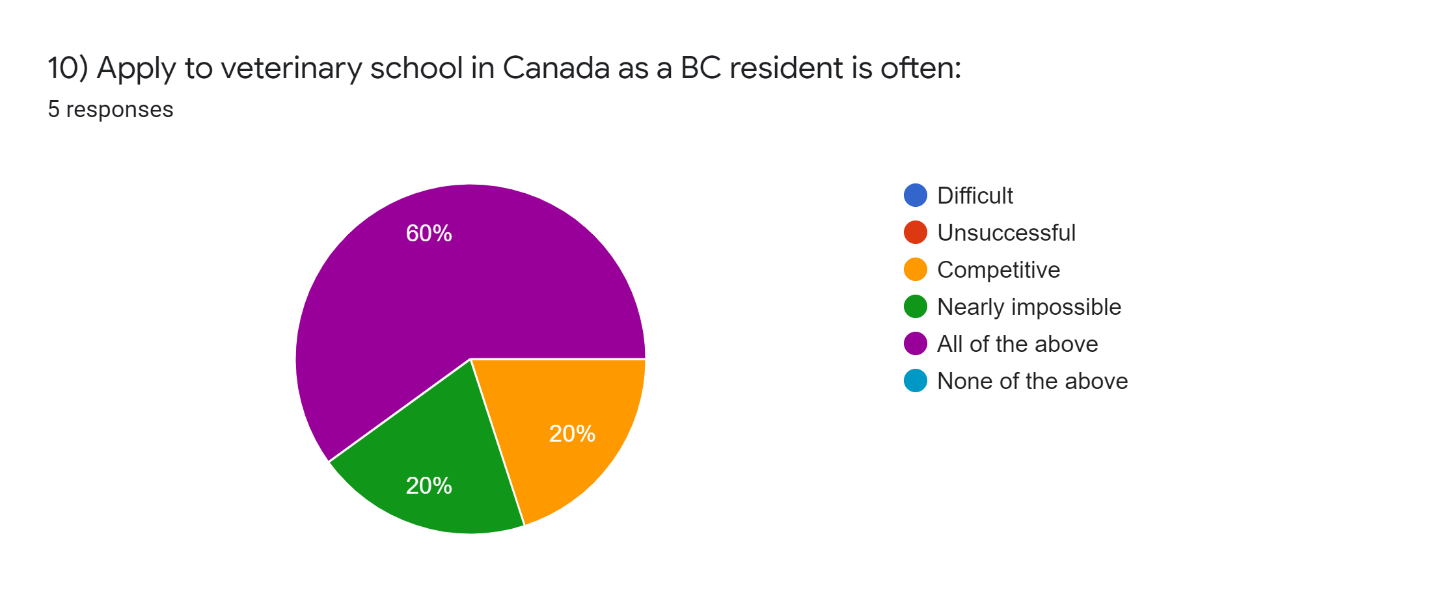 10) Apply to veterinary school in Canada as a BC resident is often:
5 responses
60%
20%
20%
Difficult
Unsuccessful
Competitive
Nearly impossible
All of the above
None of the above